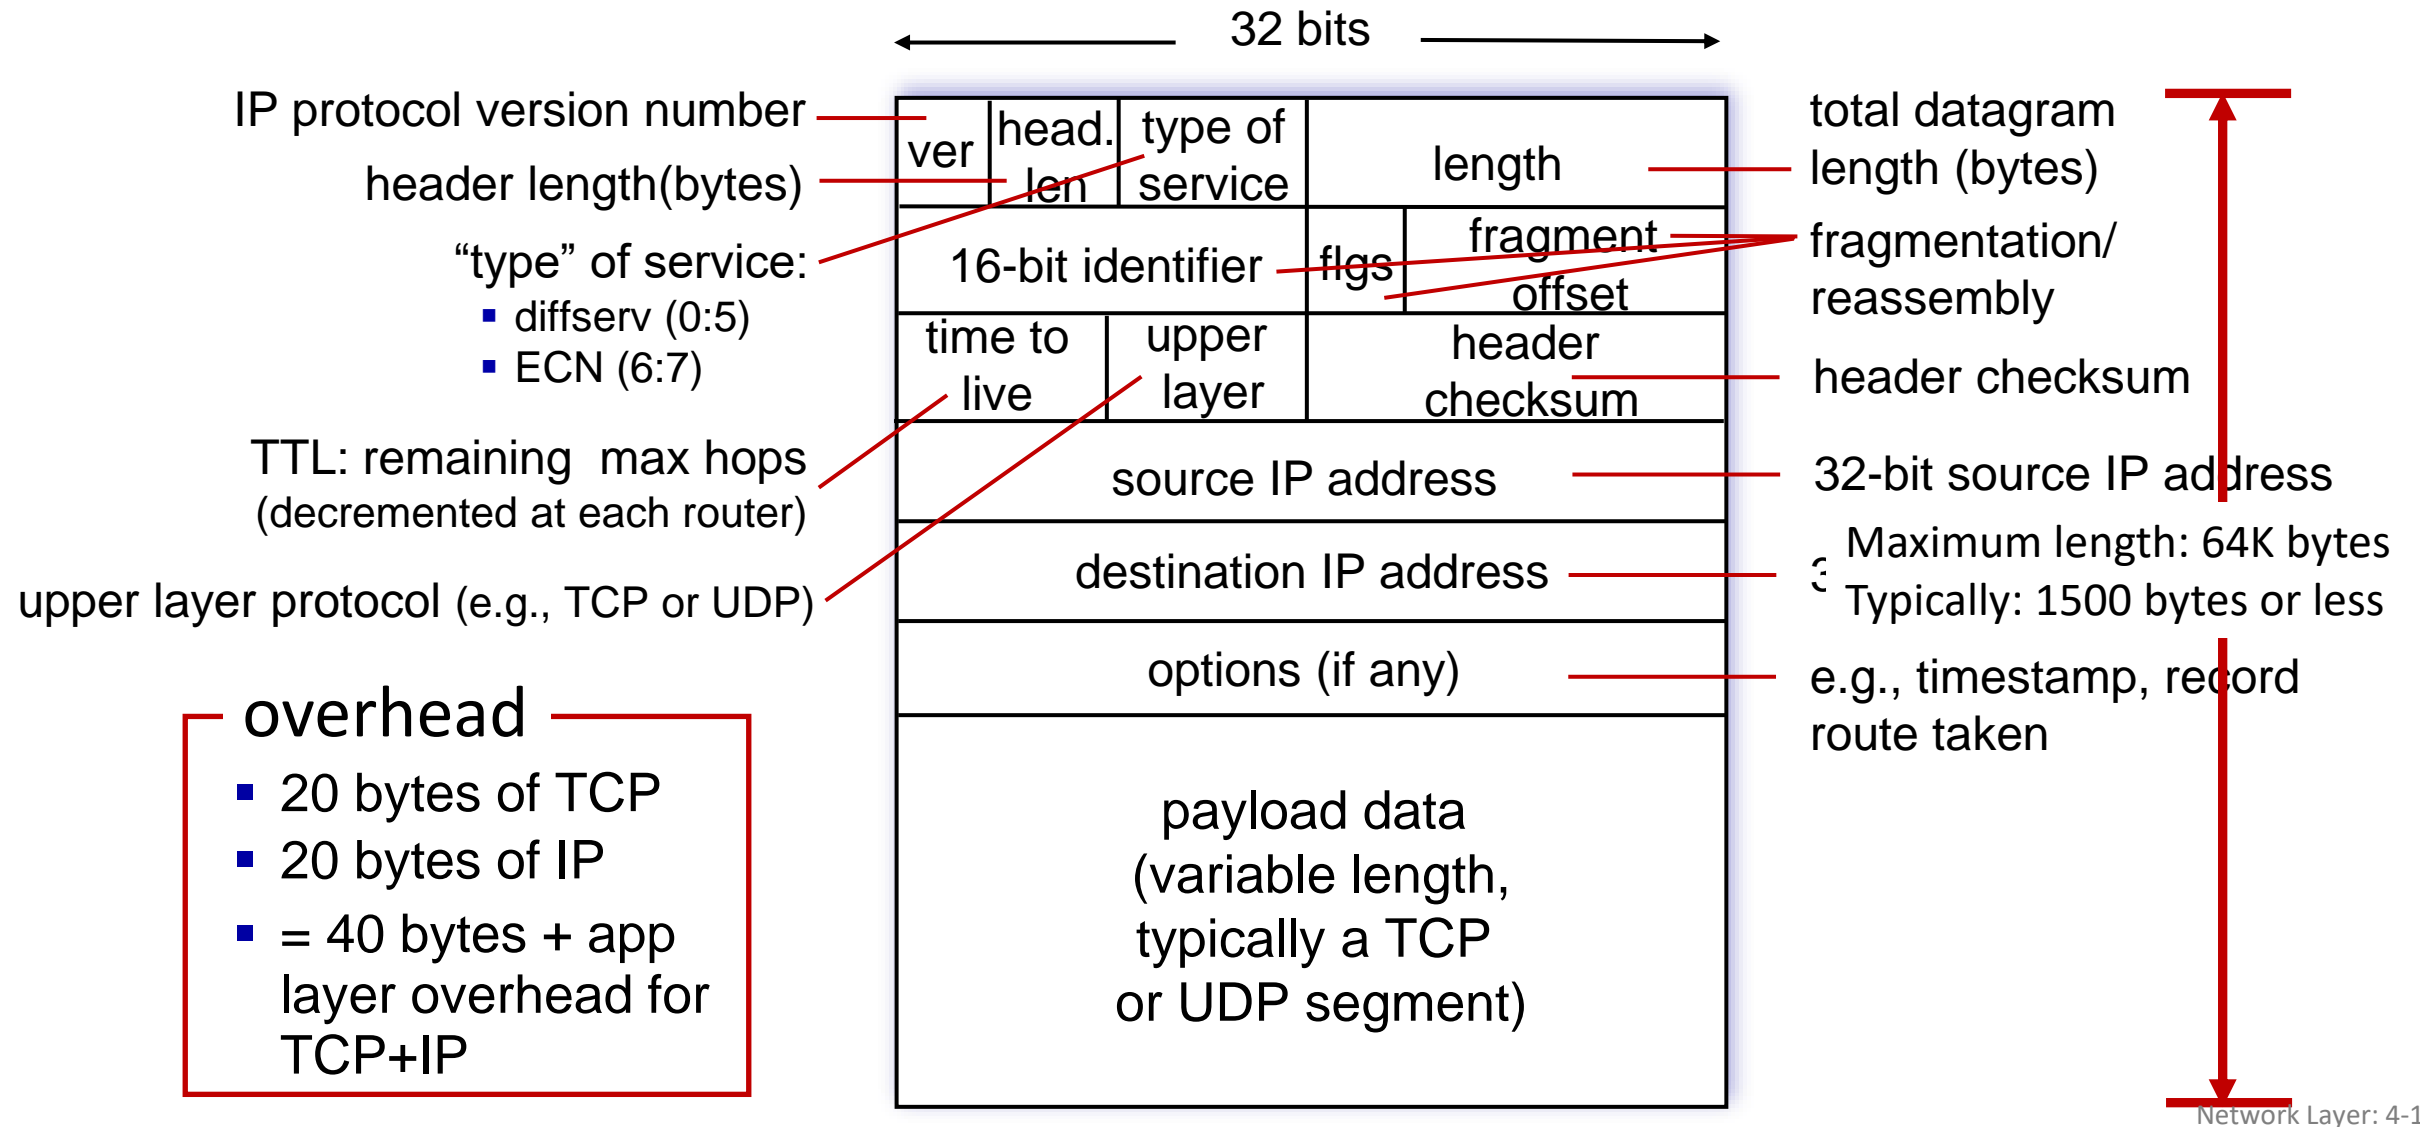 32 bits
IP protocol version number
header length(bytes)
“type” of service:
diffserv (0:5)
ECN (6:7)
TTL: remaining  max hops
(decremented at each router)
upper layer protocol (e.g., TCP or UDP)
overhead
20 bytes of TCP
20 bytes of IP
= 40 bytes + app
layer overhead for
TCP+IP
ver
head.
len
type of
service
length
16-bit identifier
flgs
fragment
offset
time to
live
upper
layer
header
checksum
source IP address
destination IP address
options (if any)
payload data
(variable length,
typically a TCP
or UDP segment)
total datagram
length (bytes)
fragmentation/
reassembly
header checksum
32-bit source IP address
Maximum length: 64K bytes
Typically: 1500 bytes or less
e.g., timestamp, record
route taken
Network Layer: 4-1